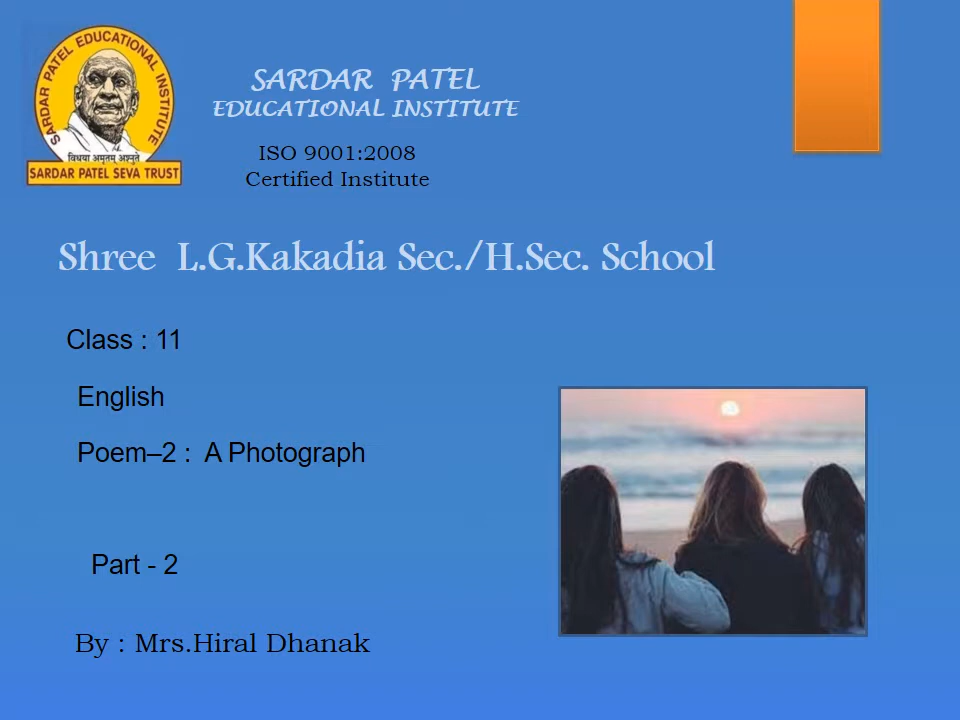 SARDAR PATEL EDUCATIONAL INSTITUTE
विद्यया अमृतम् अश्नुते
SARDAR PATEL SEVA TRUST
SARDAR PATEL
EDUCATIONAL INSTITUTE
ISO 9001:2008
Certified Institute
Shree L.G.Kakadia Sec./H.Sec. School
Class : 11
English
Poem–2 : A Photograph
Part - 2
By : Mrs.Hiral Dhanak